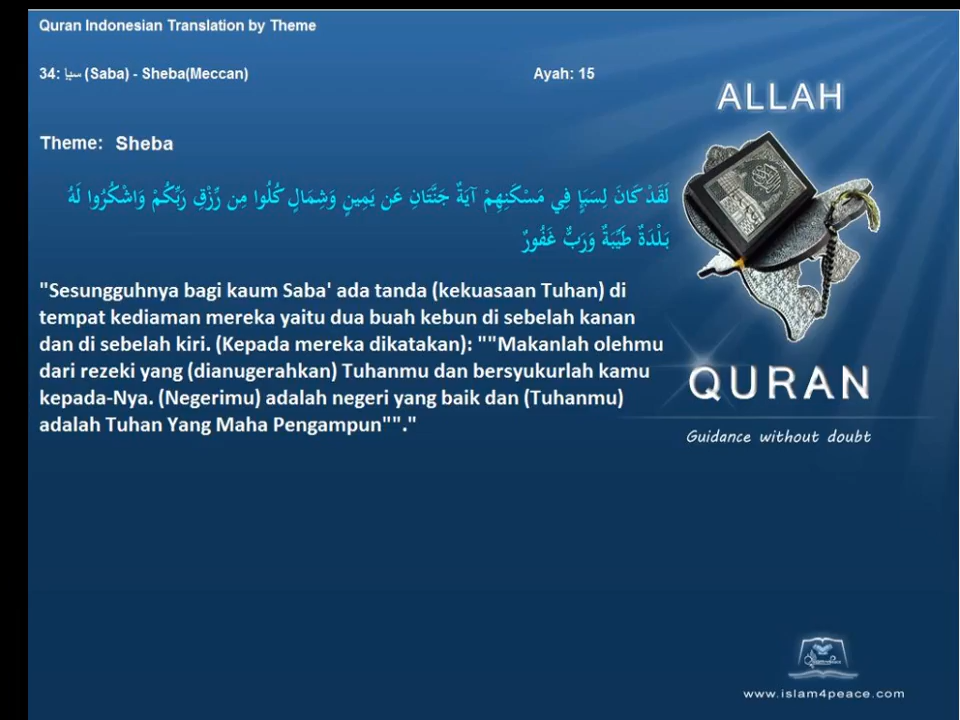 Quran Indonesian Translation by Theme
34: سبإ (Saba) - Sheba(Meccan) Ayah: 15
ALLAH
Theme: Sheba
لَقَدْ كَانَ لِسَبَإٍ فِي مَسْكَنِهِمْ آيَةٌ جَنَّتَانِ عَن يَمِينٍ وَشِمَالٍ كُلُوا مِن رِّزْقِ رَبِّكُمْ وَاشْكُرُوا لَهُ
بَلْدَةٌ طَيِّبَةٌ وَرَبٌّ غَفُورٌ
"Sesungguhnya bagi kaum Saba' ada tanda (kekuasaan Tuhan) di
tempat kediaman mereka yaitu dua buah kebun di sebelah kanan
dan di sebelah kiri. (Kepada mereka dikatakan): ""Makanlah olehmu
dari rezeki yang (dianugerahkan) Tuhanmu dan bersyukurlah kamu
kepada-Nya. (Negerimu) adalah negeri yang baik dan (Tuhanmu)
adalah Tuhan Yang Maha Pengampun""."
QURAN
Guidance without doubt
www.islam4peace.com